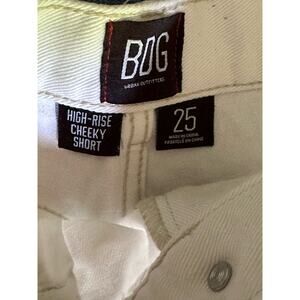 BDG
URBAN OUTFITTERS
HIGH-RISE
CHEEKY
SHORT
25
MADE IN CHINA
FABRIQUÉ EN CHINE